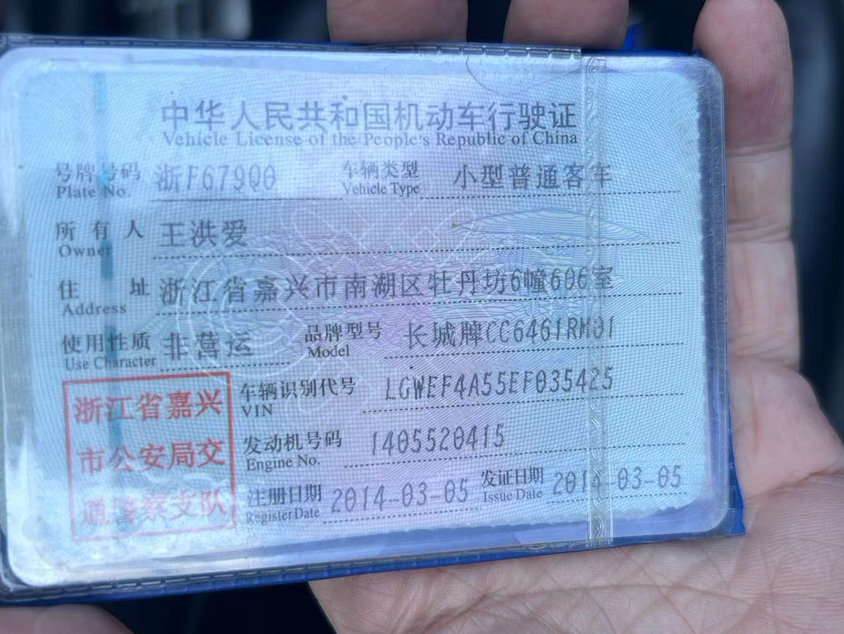 中华人民共和国机动车行驶证
Vehicle License of the People's Republic of China
号牌号码 浙F679Q0 车辆类型 小型普通客车
Plate No. Vehicle Type
所有人 王洪爱
Owner
住址 浙江省嘉兴市南湖区牡丹坊6幢606室
Address
使用性质 非营运 品牌型号 长城牌CC6461RM01
Use Character Model
车辆识别代号 LGWEF4A55EF035425
VIN
发动机号码 1405520415
Engine No.
注册日期 2014-03-05 发证日期 2014-03-05
Register Date Issue Date
浙江省嘉兴
市公安局交
通警察支队